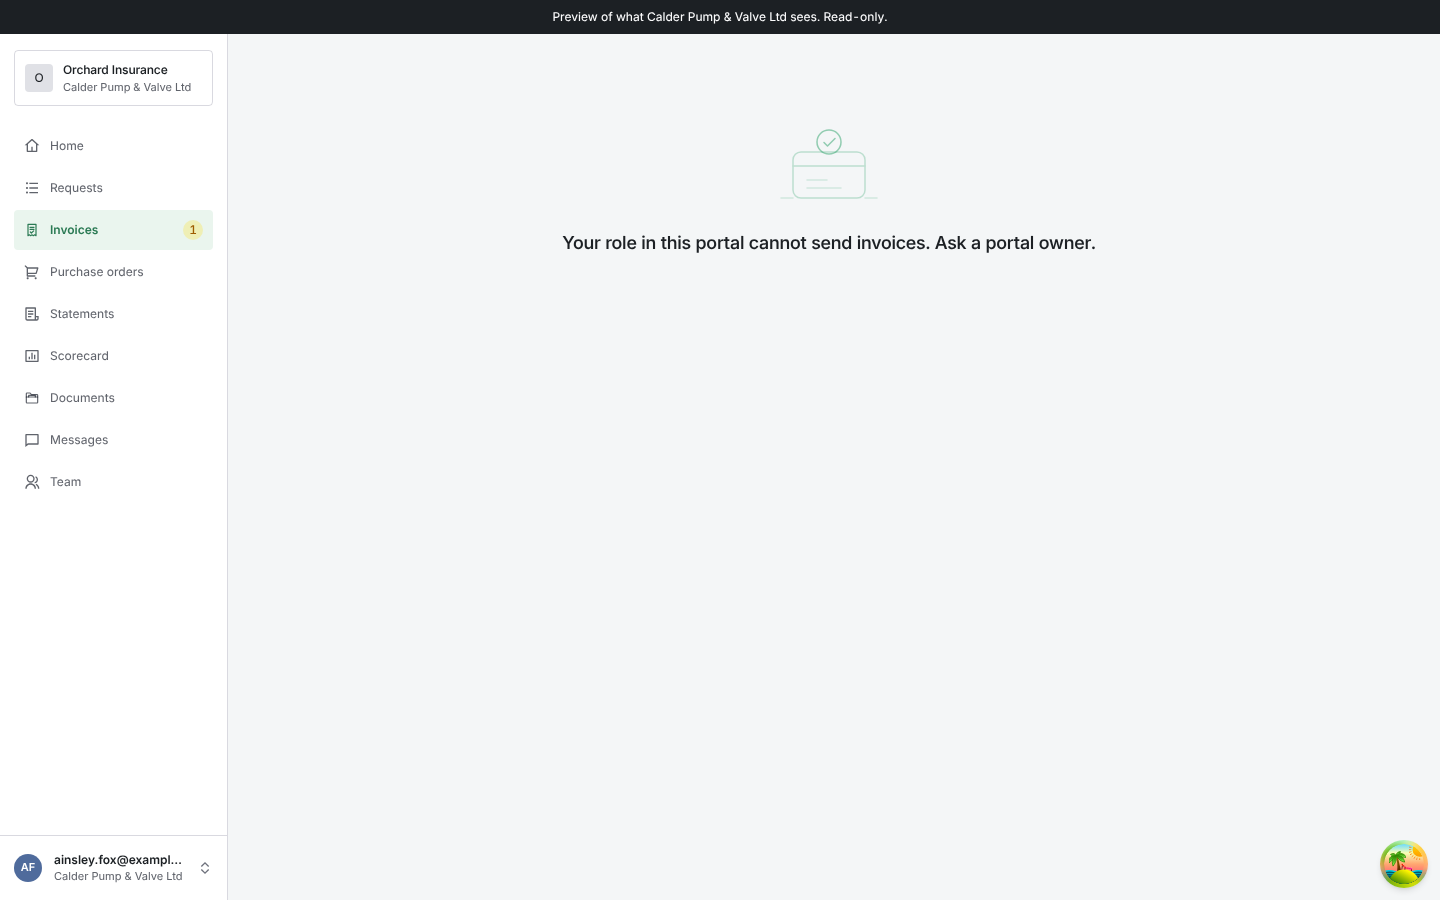 Preview of what Calder Pump & Valve Ltd sees. Read-only.
O
Orchard Insurance
Calder Pump & Valve Ltd
Home
Requests
Invoices 1
Purchase orders
Statements
Scorecard
Documents
Messages
Team
Your role in this portal cannot send invoices. Ask a portal owner.
AF
ainsley.fox@exampl...
Calder Pump & Valve Ltd